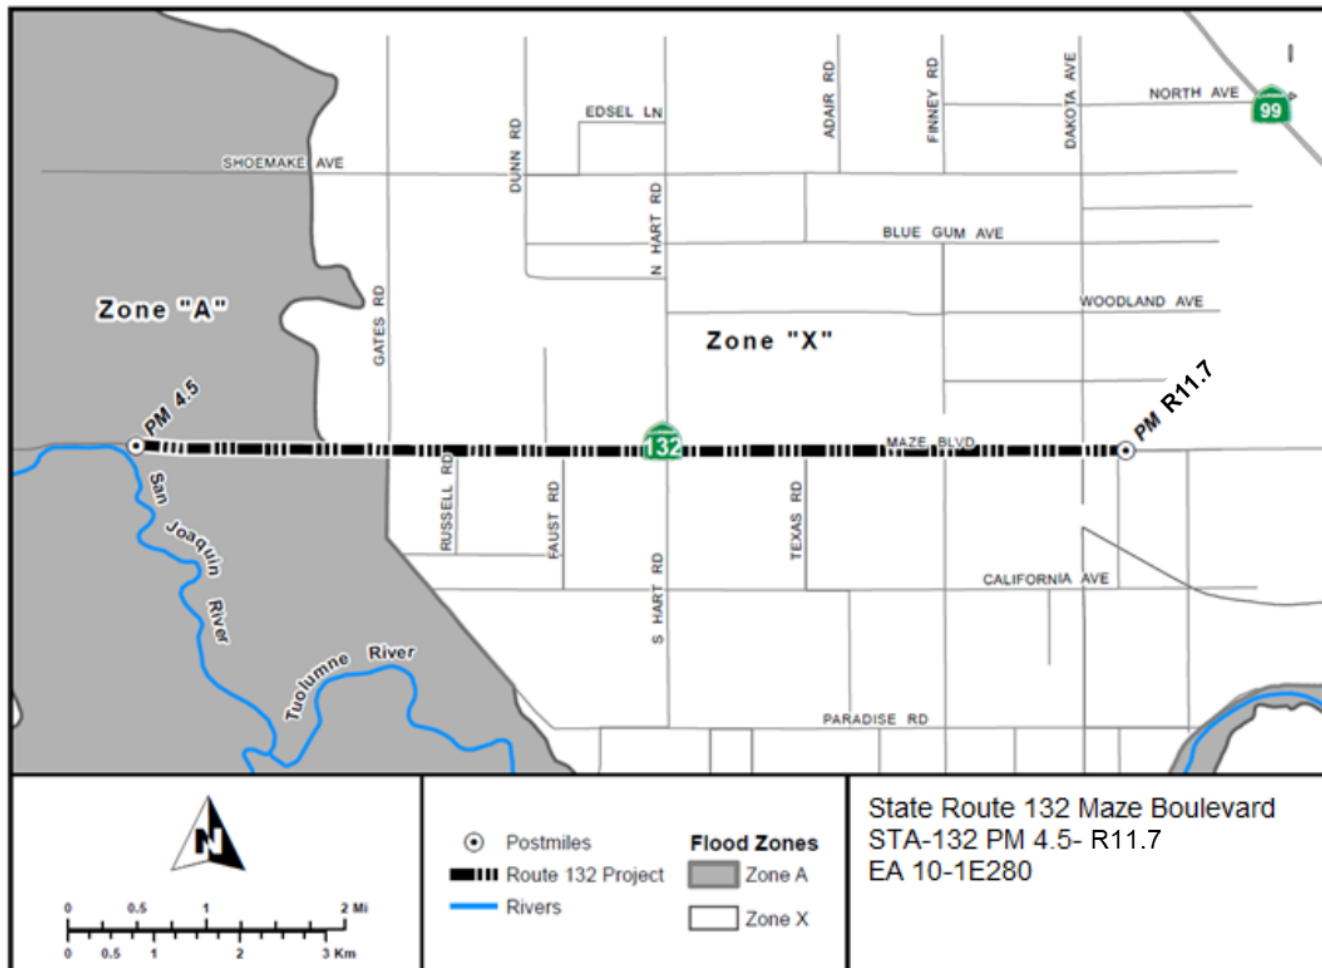 NORTH AVE
99
ADAIR RD
FINNEY RD
DAKOTA AVE
EDSEL LN
DUNN RD
SHOEMAKE AVE
N HART RD
BLUE GUM AVE
Zone "A"
WOODLAND AVE
GATES RD
Zone "X"
PM 4.5
PM R11.7
132
MAZE BLVD
San Joaquin River
RUSSELL RD
FAUST RD
TEXAS RD
CALIFORNIA AVE
S HART RD
Tuolumne River
PARADISE RD
N
0 0.5 1 2 Mi
0 0.5 1 2 3 Km
Postmiles
Route 132 Project
Rivers
Flood Zones
Zone A
Zone X
State Route 132 Maze Boulevard
STA-132 PM 4.5- R11.7
EA 10-1E280